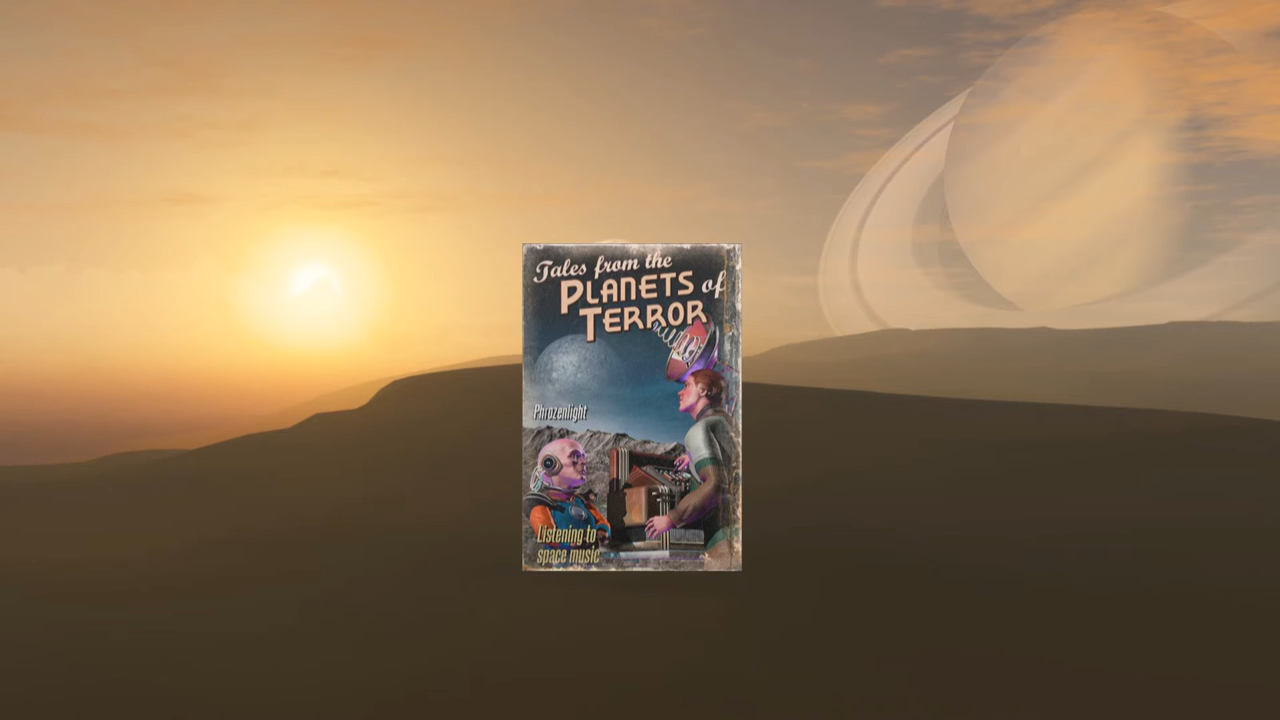 Tales from the
PLANETS of
TERROR
Phrozenlight
Listening to
space music